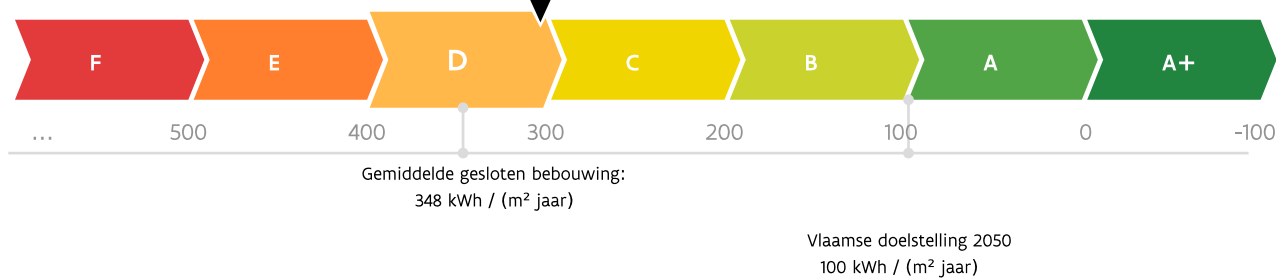 F E D C B A A+
... 500 400 300 200 100 0 -100
Gemiddelde gesloten bebouwing:
348 kWh / (m² jaar)
Vlaamse doelstelling 2050
100 kWh / (m² jaar)